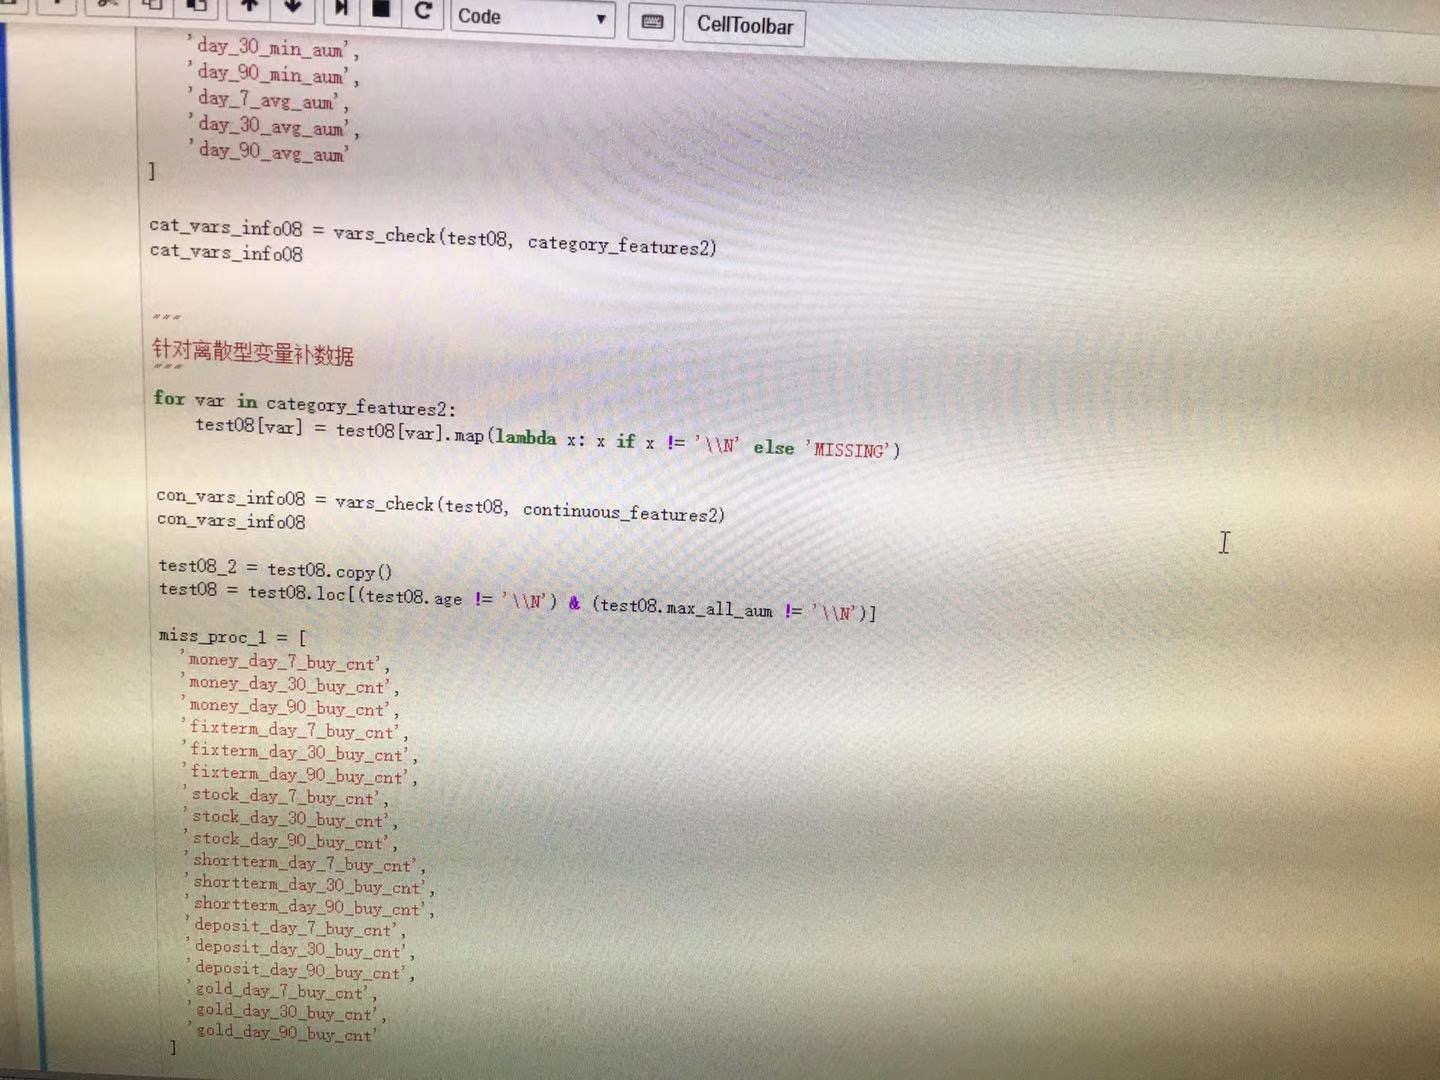 Code
CellToolbar
'day_30_min_aum',
'day_90_min_aum',
'day_7_avg_aum',
'day_30_avg_aum',
'day_90_avg_aum'
]
cat_vars_info08 = vars_check(test08, category_features2)
cat_vars_info08
"""
针对离散型变量补数据
"""
for var in category_features2:
test08[var] = test08[var].map(lambda x: x if x != '\\N' else 'MISSING')
con_vars_info08 = vars_check(test08, continuous_features2)
con_vars_info08
test08_2 = test08.copy()
test08 = test08.loc[(test08.age != '\\N') & (test08.max_all_aum != '\\N')]
miss_proc_1 = [
'money_day_7_buy_cnt',
'money_day_30_buy_cnt',
'money_day_90_buy_cnt',
'fixterm_day_7_buy_cnt',
'fixterm_day_30_buy_cnt',
'fixterm_day_90_buy_cnt',
'stock_day_7_buy_cnt',
'stock_day_30_buy_cnt',
'stock_day_90_buy_cnt',
'shortterm_day_7_buy_cnt',
'shortterm_day_30_buy_cnt',
'shortterm_day_90_buy_cnt',
'deposit_day_7_buy_cnt',
'deposit_day_30_buy_cnt',
'deposit_day_90_buy_cnt',
'gold_day_7_buy_cnt',
'gold_day_30_buy_cnt',
'gold_day_90_buy_cnt'
]